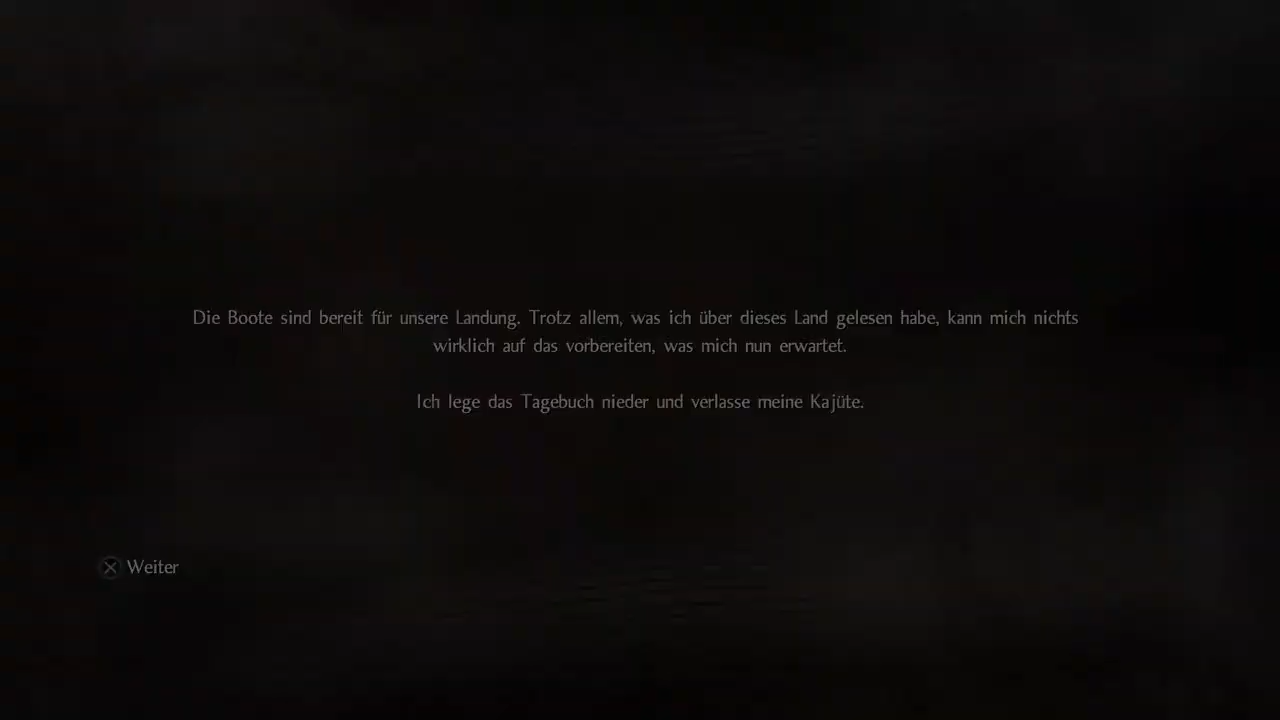 Die Boote sind bereit für unsere Landung. Trotz allem, was ich über dieses Land gelesen habe, kann mich nichts
wirklich auf das vorbereiten, was mich nun erwartet.
Ich lege das Tagebuch nieder und verlasse meine Kajüte.
Weiter